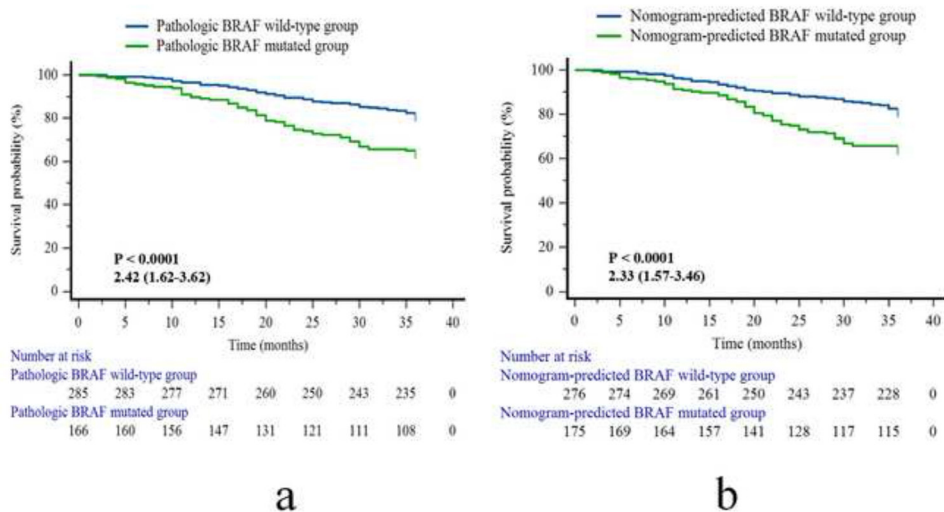 Pathologic BRAF wild-type group
Pathologic BRAF mutated group
Survival probability (%)
100
80
60
40
20
0
P < 0.0001
2.42 (1.62-3.62)
0 5 10 15 20 25 30 35 40
Time (months)
Number at risk
Pathologic BRAF wild-type group
285 283 277 271 260 250 243 235 0
Pathologic BRAF mutated group
166 160 156 147 131 121 111 108 0
a
Nomogram-predicted BRAF wild-type group
Nomogram-predicted BRAF mutated group
Survival probability (%)
100
80
60
40
20
0
P < 0.0001
2.33 (1.57-3.46)
0 5 10 15 20 25 30 35 40
Time (months)
Number at risk
Nomogram-predicted BRAF wild-type group
276 274 269 261 250 243 237 228 0
Nomogram-predicted BRAF mutated group
175 169 164 157 141 128 117 115 0
b